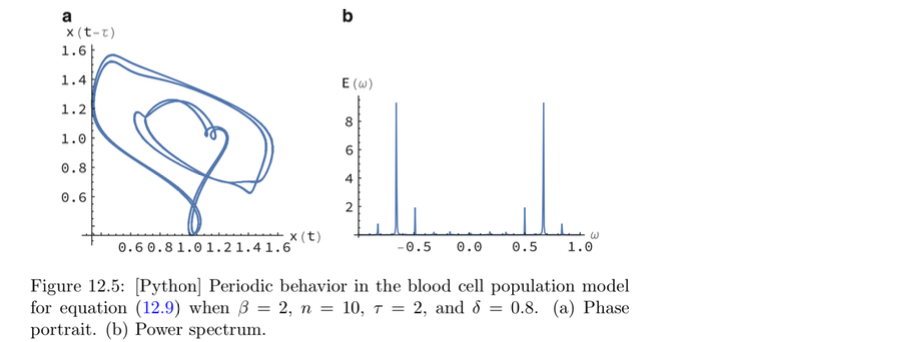 a
b
x(t-τ)
1.6
1.4
1.2
1.0
0.8
0.6
0.6 0.8 1.0 1.2 1.4 1.6
x(t)
E(ω)
8
6
4
2
-0.5 0.0 0.5 1.0
ω
Figure 12.5: [Python] Periodic behavior in the blood cell population model
for equation (12.9) when β = 2, n = 10, τ = 2, and δ = 0.8. (a) Phase
portrait. (b) Power spectrum.